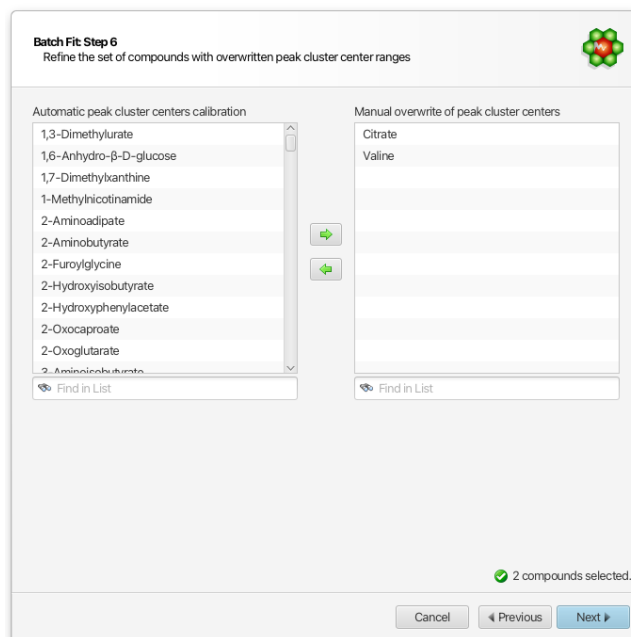 Batch Fit: Step 6
Refine the set of compounds with overwritten peak cluster center ranges
Automatic peak cluster centers calibration
1,3-Dimethylurate
1,6-Anhydro-β-D-glucose
1,7-Dimethylxanthine
1-Methylnicotinamide
2-Aminoadipate
2-Aminobutyrate
2-Furoylglycine
2-Hydroxyisobutyrate
2-Hydroxyphenylacetate
2-Oxocaproate
2-Oxoglutarate
3-Aminoisobutyrate
Find in List
Manual overwrite of peak cluster centers
Citrate
Valine
Find in List
2 compounds selected.
Cancel
Previous
Next